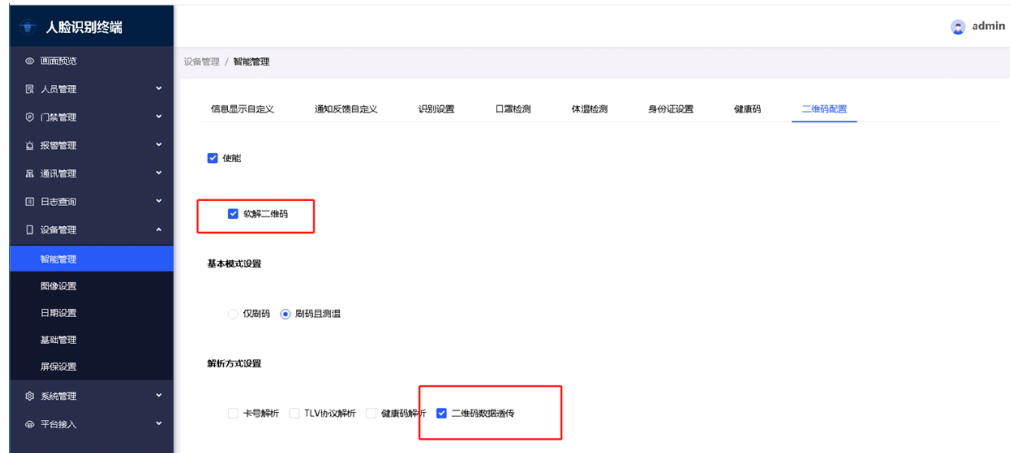 人脸识别终端
admin
画面预览
设备管理 / 智能管理
人员管理
信息显示自定义 通知反馈自定义 识别设置 口罩检测 体温检测 身份证设置 健康码 二维码配置
门禁管理
报警管理
使能
通讯管理
日志查询
软解二维码
设备管理
智能管理
基本模式设置
图像设置
日期设置
仅刷码 刷码且测温
基础管理
屏保设置
解析方式设置
系统管理
卡号解析 TLV协议解析 健康码解析 二维码数据透传
平台接入